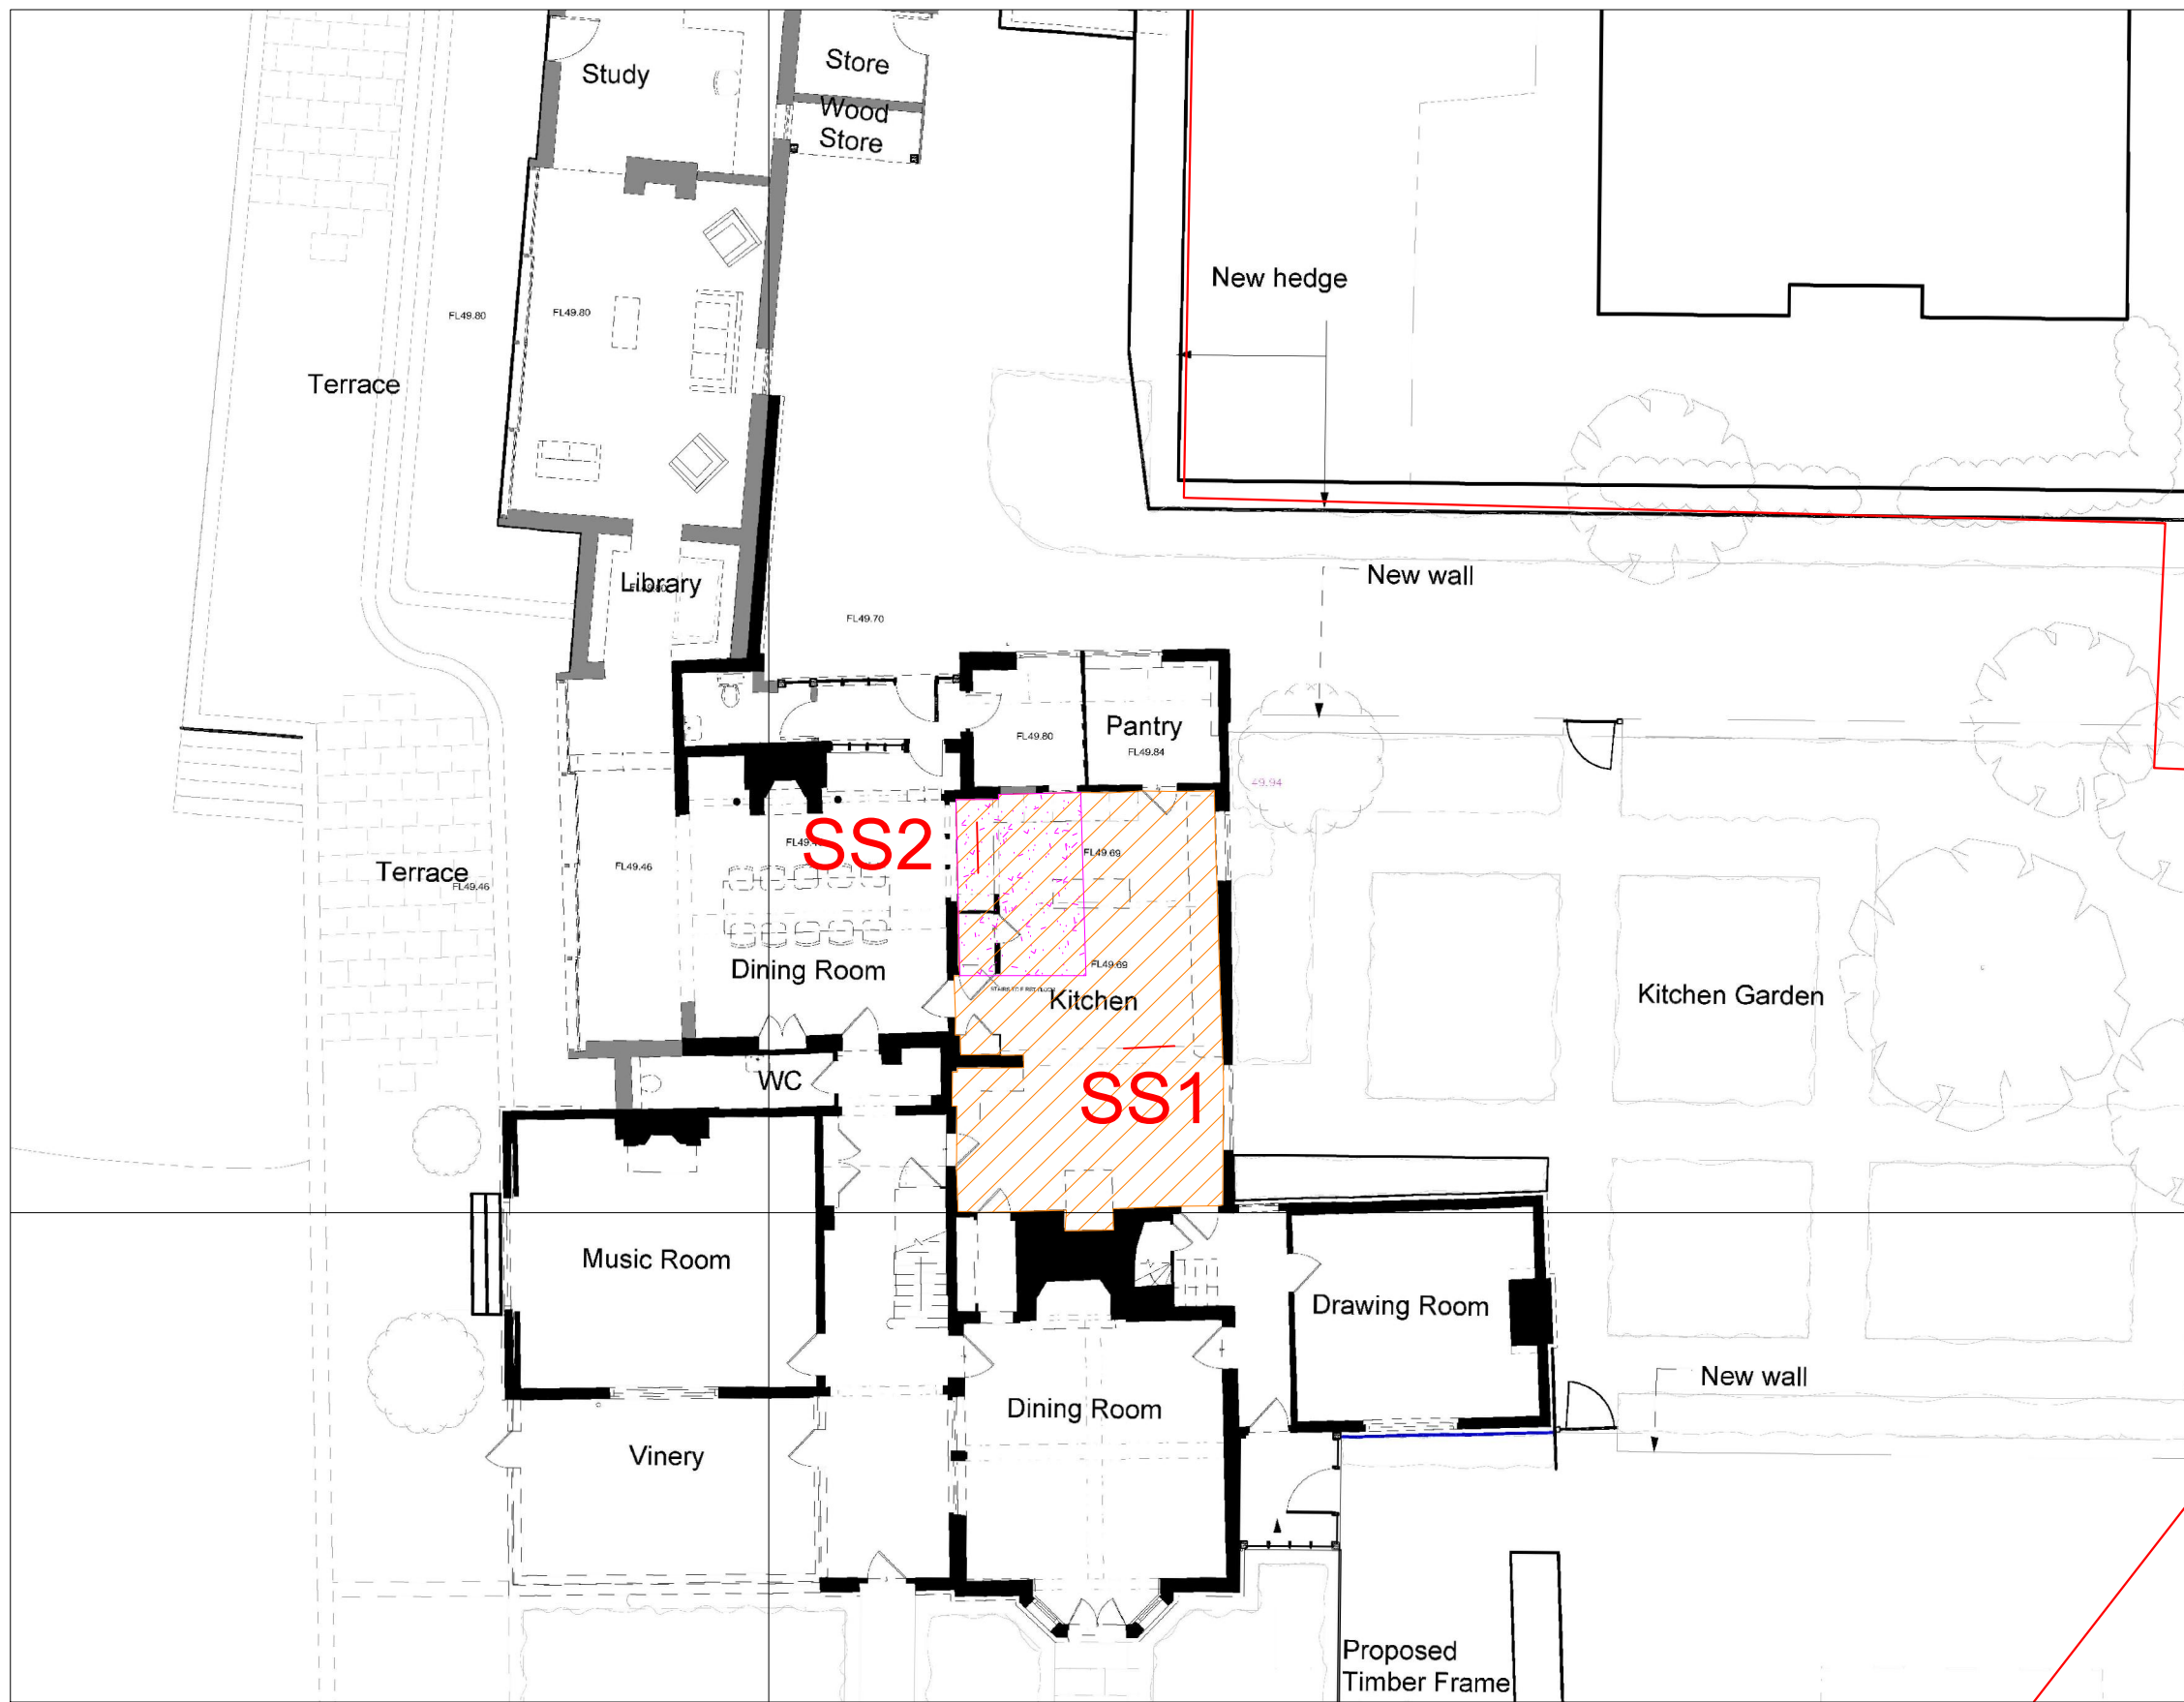 Study
Store
Wood
Store
New hedge
FL49.80
FL49.80
Terrace
New wall
Library
FL49.70
Pantry
FL49.80
FL49.84
49.94
SS2
FL49.69
FL49.46
Terrace
FL49.46
Dining Room
FL49.69
Kitchen
Kitchen Garden
WC
SS1
Music Room
Drawing Room
New wall
Dining Room
Vinery
Proposed
Timber Frame